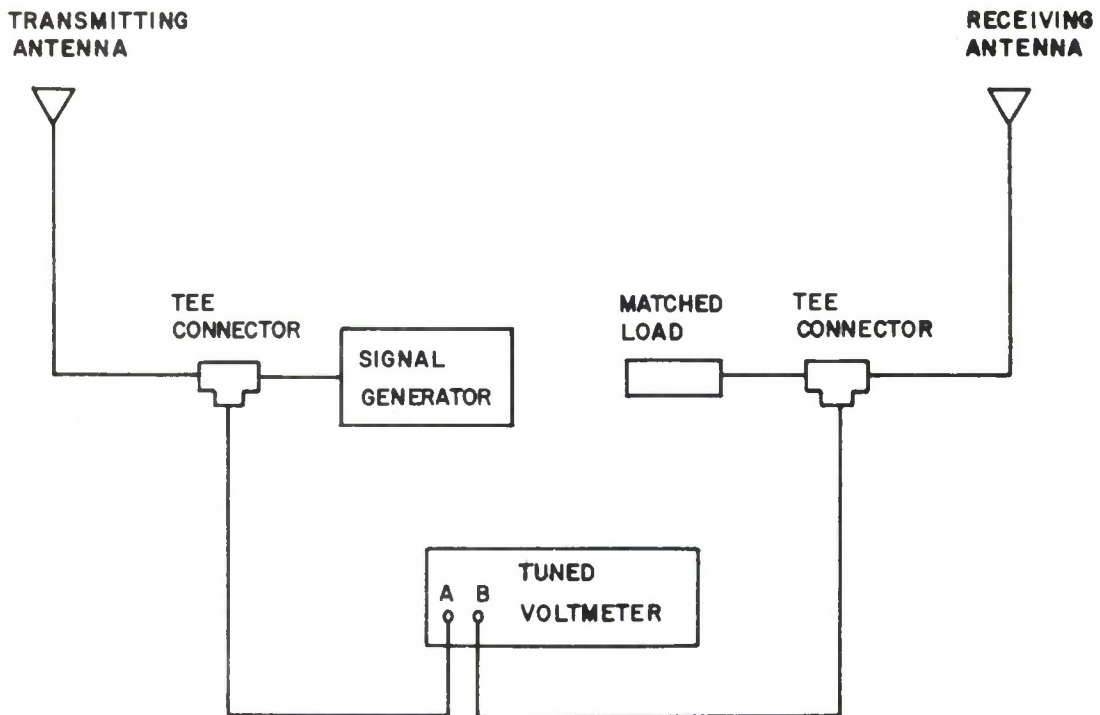 TRANSMITTING
ANTENNA
RECEIVING
ANTENNA
TEE
CONNECTOR
SIGNAL
GENERATOR
MATCHED
LOAD
TEE
CONNECTOR
A B
TUNED
VOLTMETER